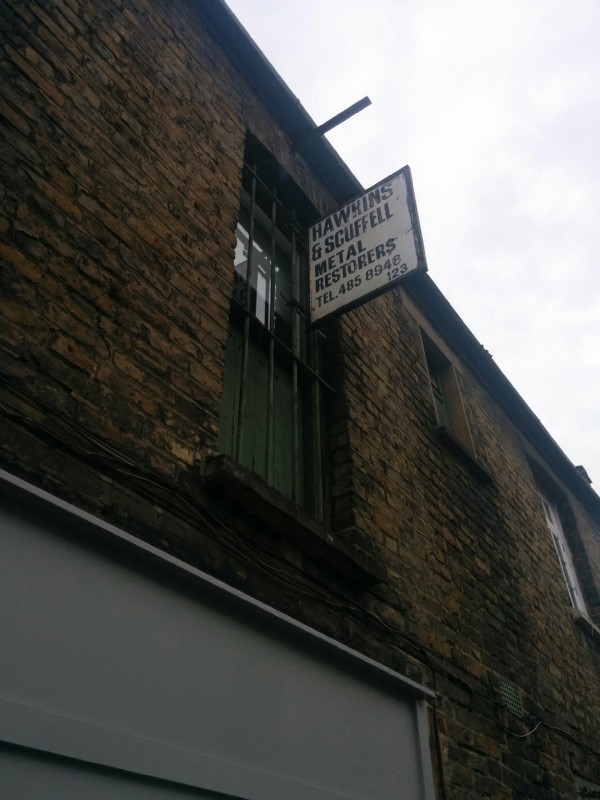 HAWKINS
& SCUFFELL
METAL
RESTORERS
TEL. 485 8946
123